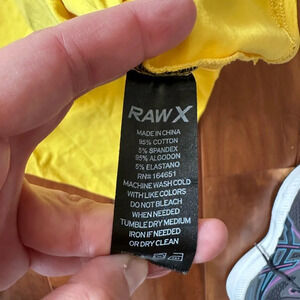 RAW X
MADE IN CHINA
95% COTTON
5% SPANDEX
95% ALGODON
5% ELASTANO
RN# 164651
MACHINE WASH COLD
WITH LIKE COLORS
DO NOT BLEACH
WHEN NEEDED
TUMBLE DRY MEDIUM
IRON IF NEEDED
OR DRY CLEAN